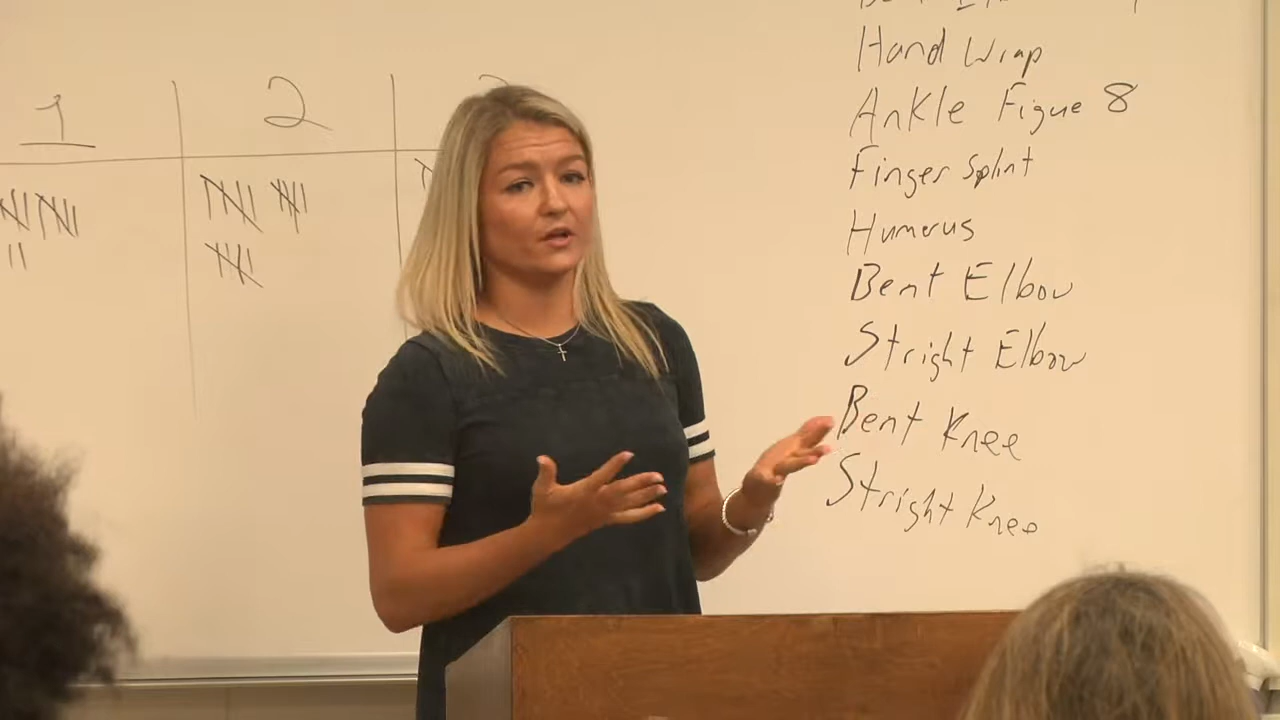 1 2
Hand Wrap
Ankle Figue 8
Finger Splint
Humerus
Bent Elbow
Stright Elbow
Bent Knee
Stright Knee